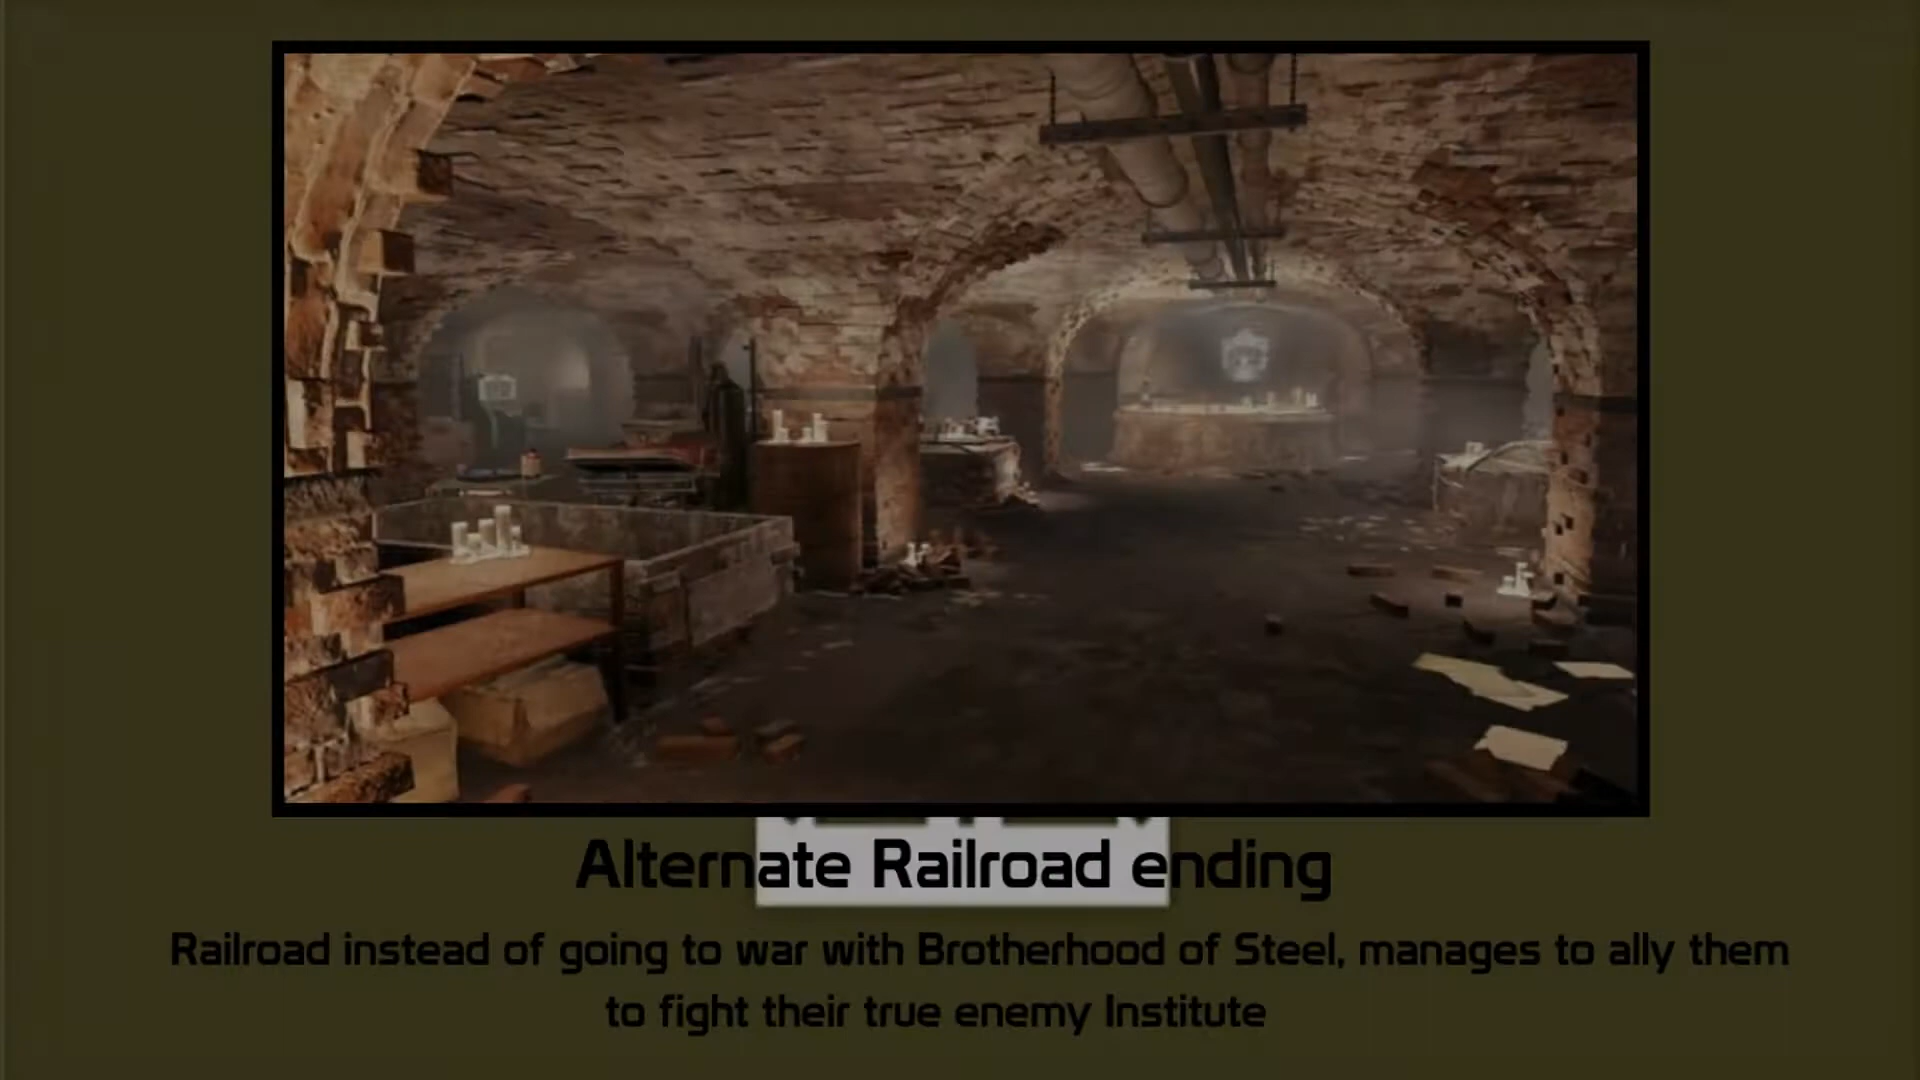 Alternate Railroad ending
Railroad instead of going to war with Brotherhood of Steel, manages to ally them
to fight their true enemy Institute